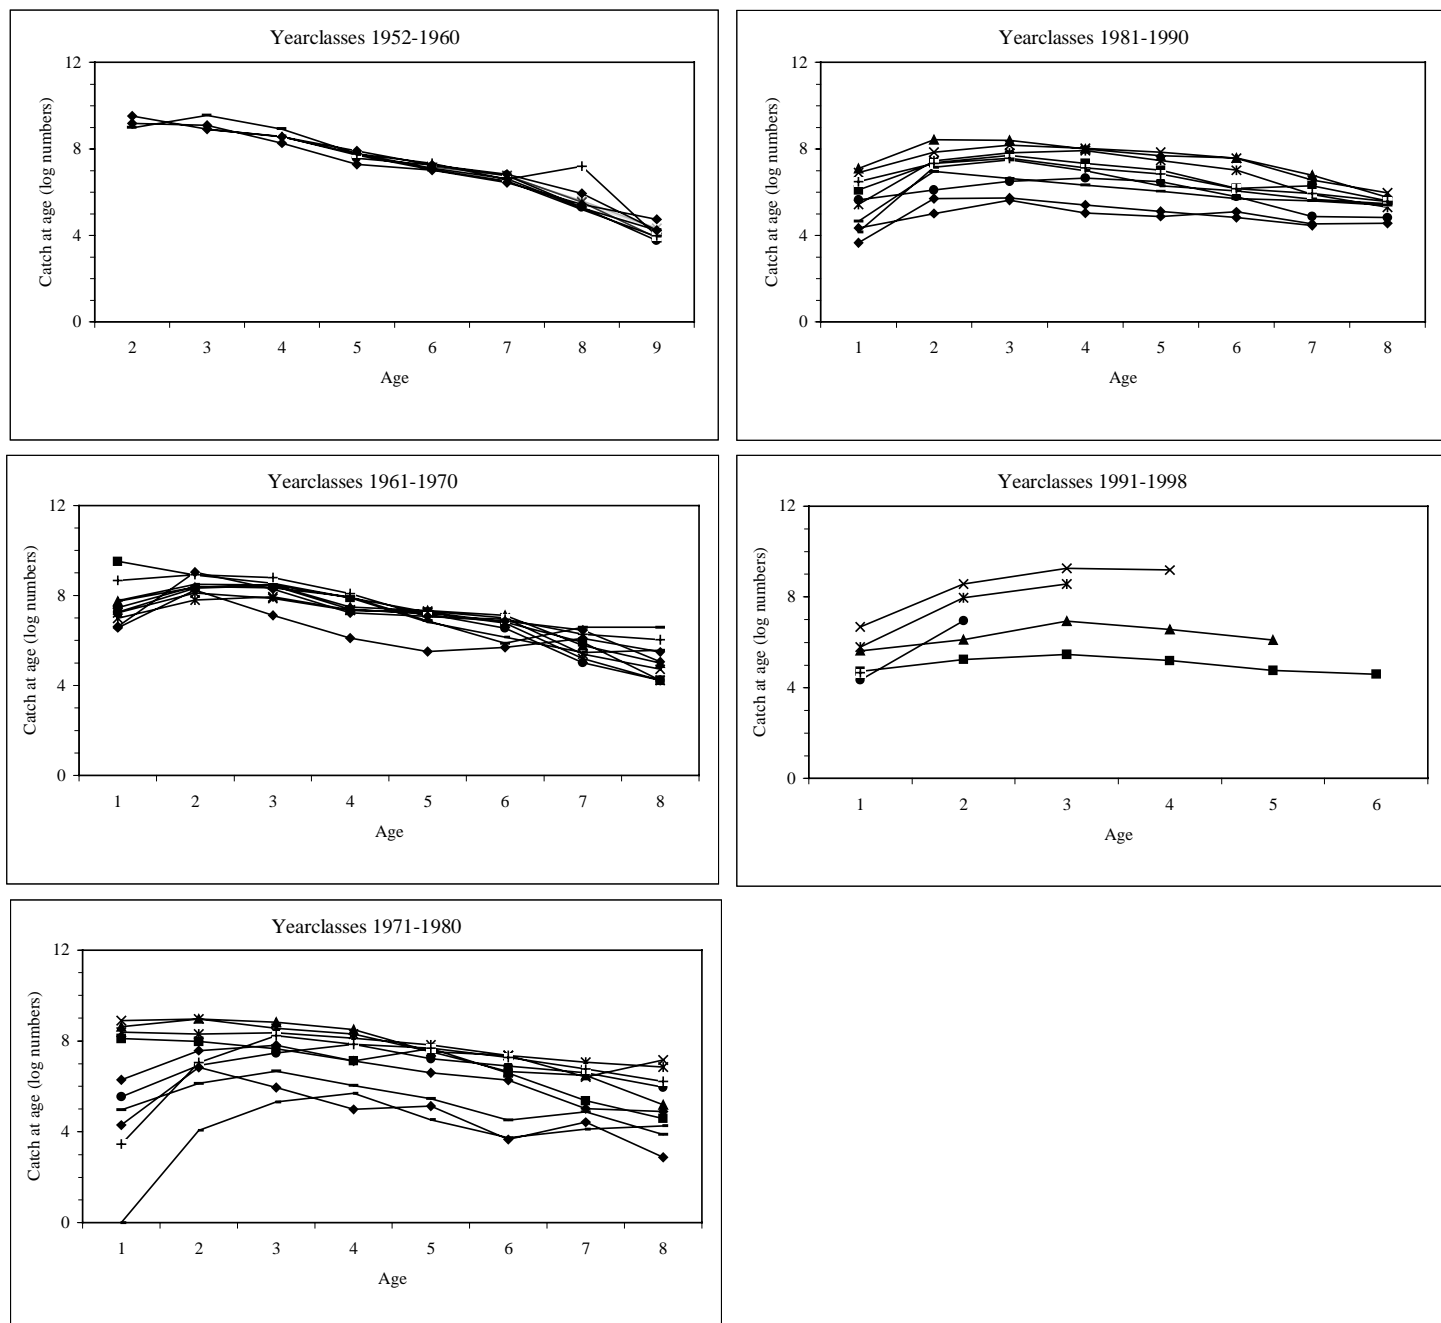 Yearclasses 1952-1960
12
8
4
0
Catch at age (log numbers)
2 3 4 5 6 7 8 9
Age
Yearclasses 1981-1990
12
8
4
0
Catch at age (log numbers)
1 2 3 4 5 6 7 8
Age
Yearclasses 1961-1970
12
8
4
0
Catch at age (log numbers)
1 2 3 4 5 6 7 8
Age
Yearclasses 1991-1998
12
8
4
0
Catch at age (log numbers)
1 2 3 4 5 6
Age
Yearclasses 1971-1980
12
8
4
0
Catch at age (log numbers)
1 2 3 4 5 6 7 8
Age